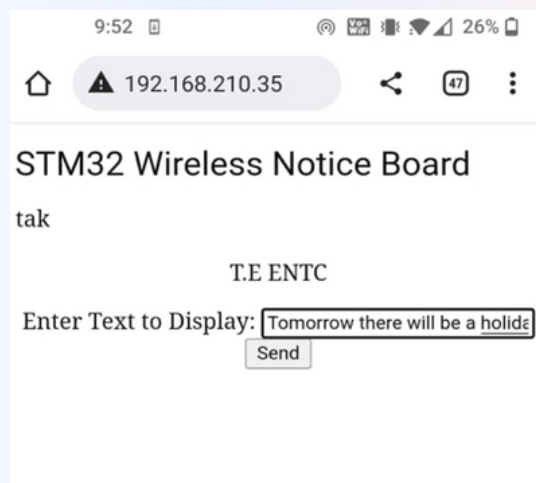 9:52 26%
192.168.210.35 47
STM32 Wireless Notice Board
tak
T.E ENTC
Enter Text to Display: Tomorrow there will be a holida
Send